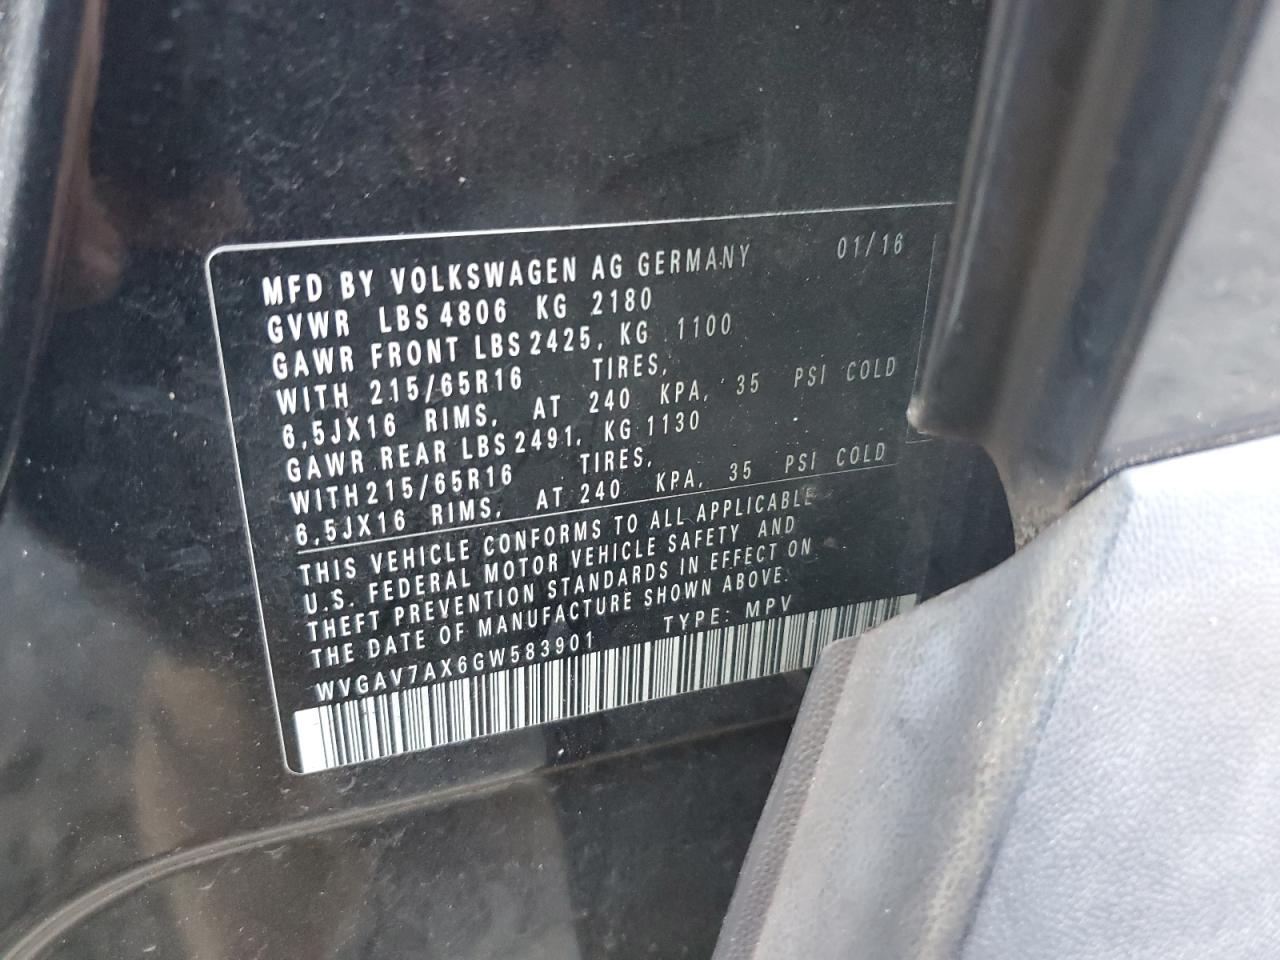 MFD BY VOLKSWAGEN AG GERMANY 01/16
GVWR LBS 4806 KG 2180
GAWR FRONT LBS 2425, KG 1100
WITH 215/65R16 TIRES,
6,5JX16 RIMS, AT 240 KPA, 35 PSI COLD
GAWR REAR LBS 2491, KG 1130
WITH 215/65R16 TIRES,
6,5JX16 RIMS, AT 240 KPA, 35 PSI COLD
THIS VEHICLE CONFORMS TO ALL APPLICABLE
U.S. FEDERAL MOTOR VEHICLE SAFETY AND
THEFT PREVENTION STANDARDS IN EFFECT ON
THE DATE OF MANUFACTURE SHOWN ABOVE.
WVGAV7AX6GW583901 TYPE: MPV